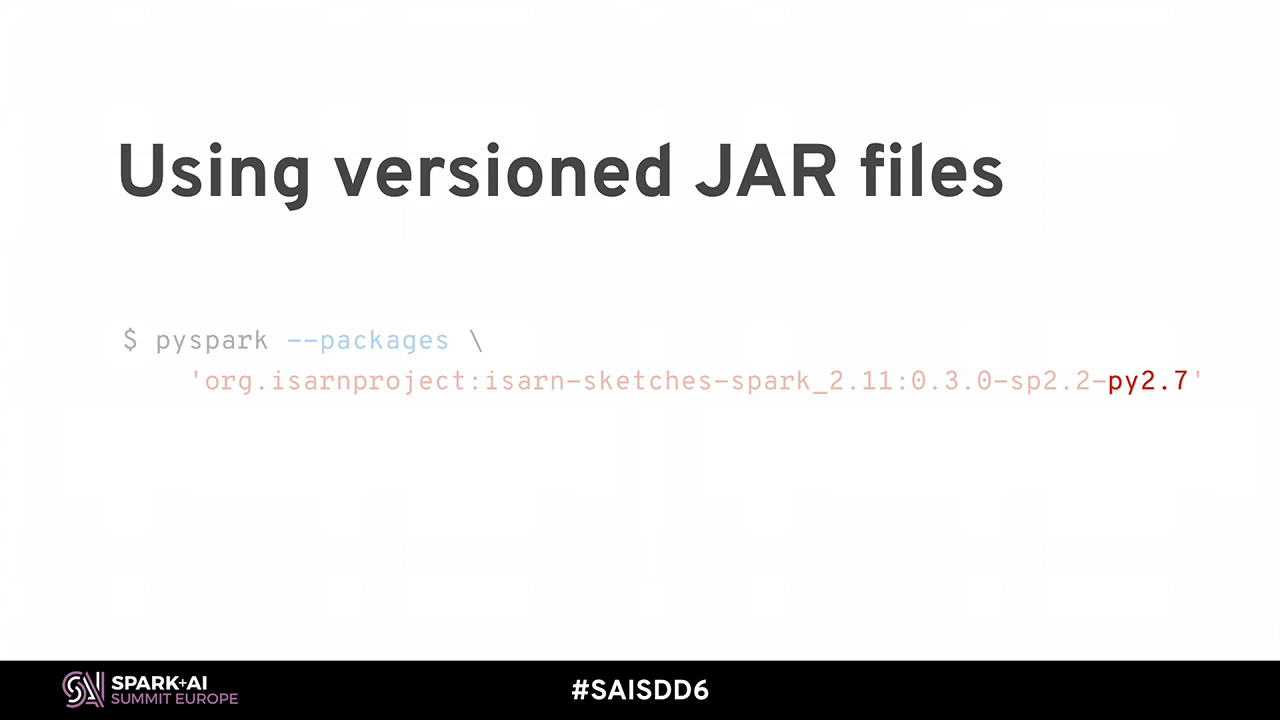 Using versioned JAR files
$ pyspark --packages \
'org.isarnproject:isarn-sketches-spark_2.11:0.3.0-sp2.2-py2.7'
SPARK+AI
SUMMIT EUROPE
#SAISDD6